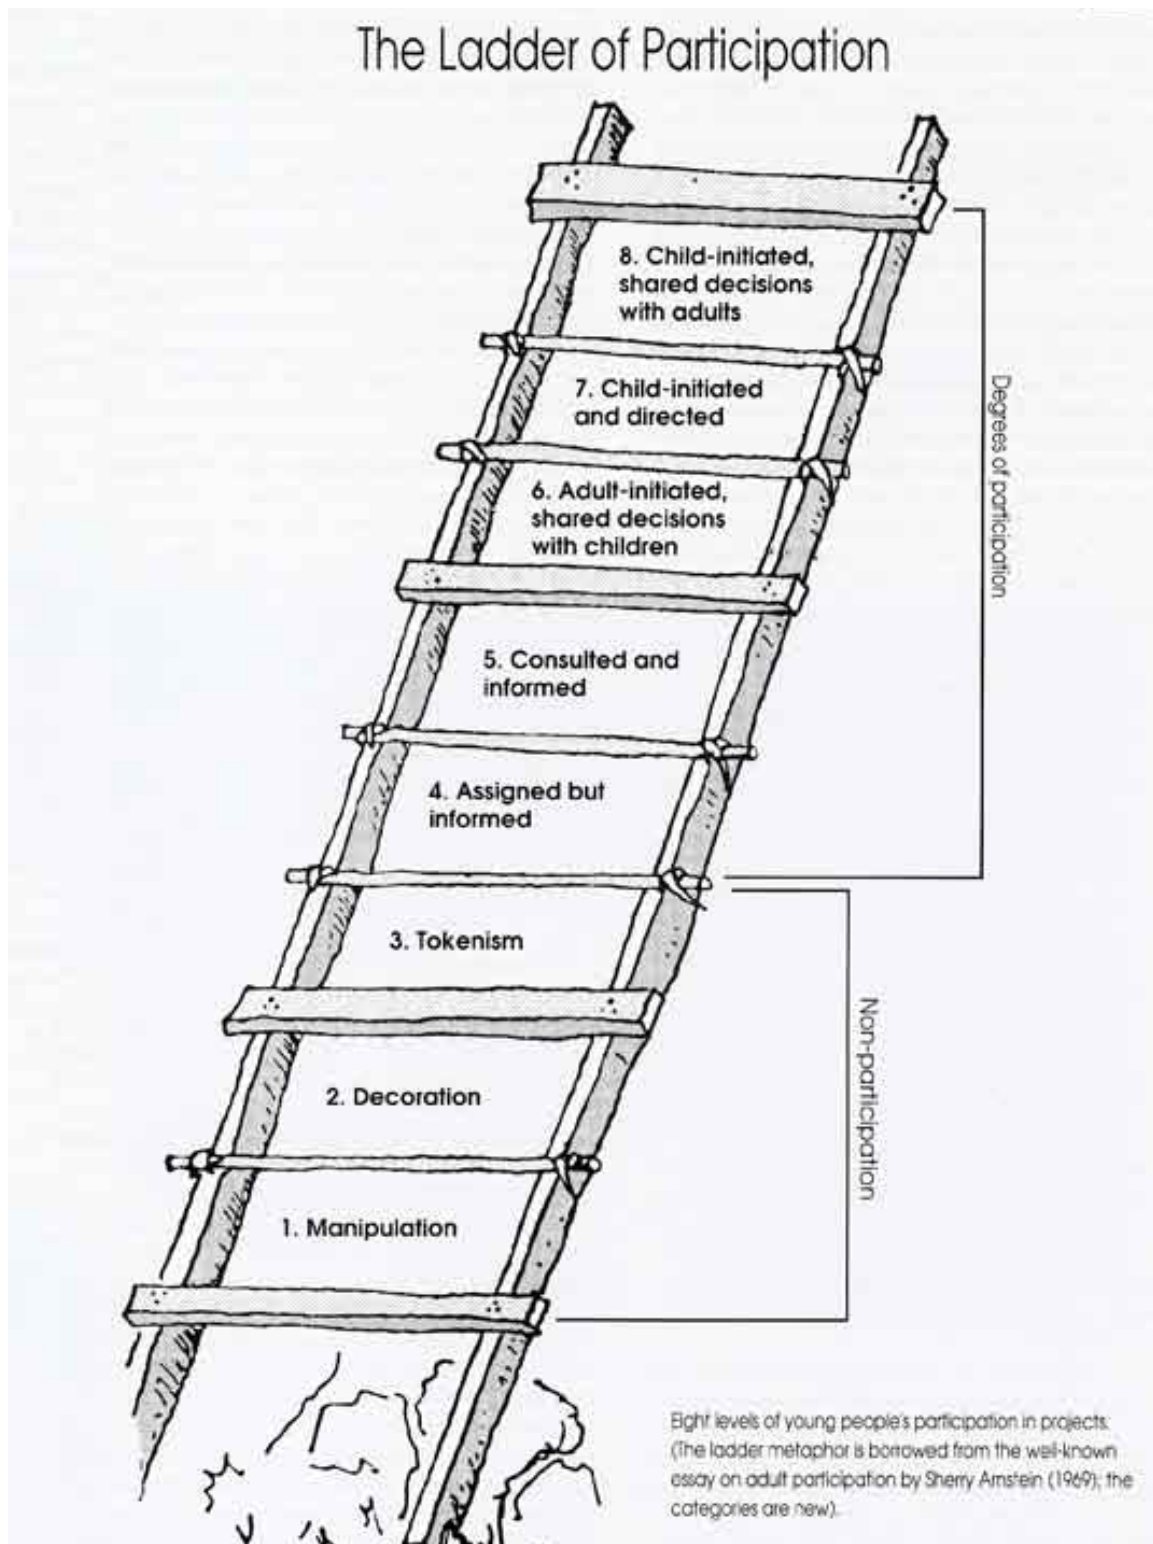 The Ladder of Participation
8. Child-initiated,
shared decisions
with adults
7. Child-initiated
and directed
6. Adult-initiated,
shared decisions
with children
5. Consulted and
informed
4. Assigned but
informed
3. Tokenism
2. Decoration
1. Manipulation
Degrees of participation
Non-participation
Eight levels of young people's participation in projects.
(The ladder metaphor is borrowed from the well-known
essay on adult participation by Sherry Arnstein (1969); the
categories are new).